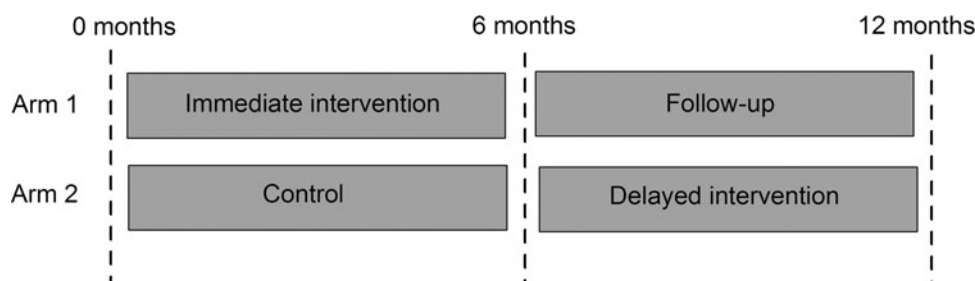 0 months 6 months 12 months
Arm 1 Immediate intervention Follow-up
Arm 2 Control Delayed intervention